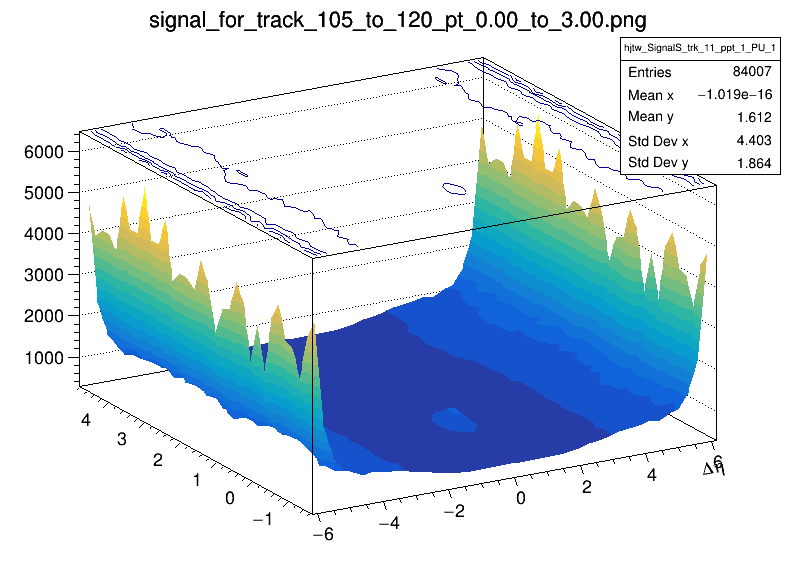 signal_for_track_105_to_120_pt_0.00_to_3.00.png
hjtw_SignalS_trk_11_ppt_1_PU_1
Entries 84007
Mean x −1.019e−16
Mean y 1.612
Std Dev x 4.403
Std Dev y 1.864
6000
5000
4000
3000
2000
1000
4
3
2
1
0
−1
−6
−4
−2
0
2
4
6
Δη